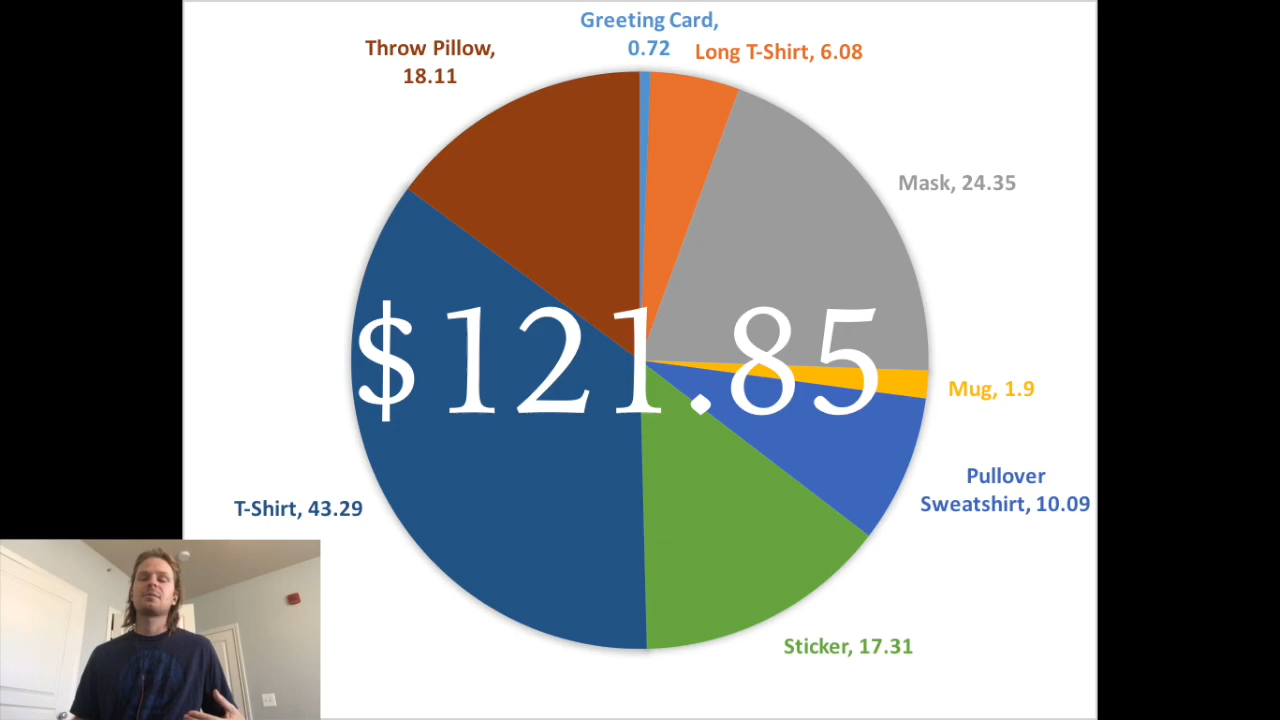 Greeting Card,
0.72
Long T-Shirt, 6.08
Throw Pillow,
18.11
Mask, 24.35
$121.85
Mug, 1.9
Pullover
Sweatshirt, 10.09
T-Shirt, 43.29
Sticker, 17.31